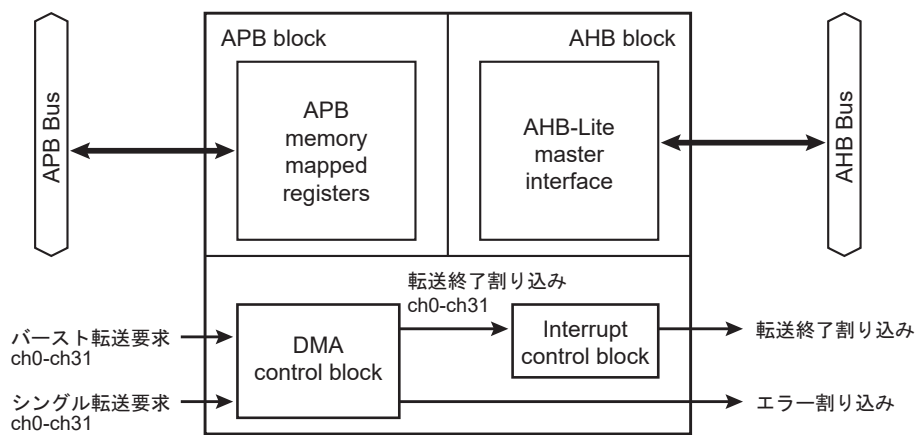 APB Bus
APB block
APB
memory
mapped
registers
AHB block
AHB-Lite
master
interface
AHB Bus
転送終了割り込み
ch0-ch31
バースト転送要求
ch0-ch31
シングル転送要求
ch0-ch31
DMA
control block
Interrupt
control block
転送終了割り込み
エラー割り込み